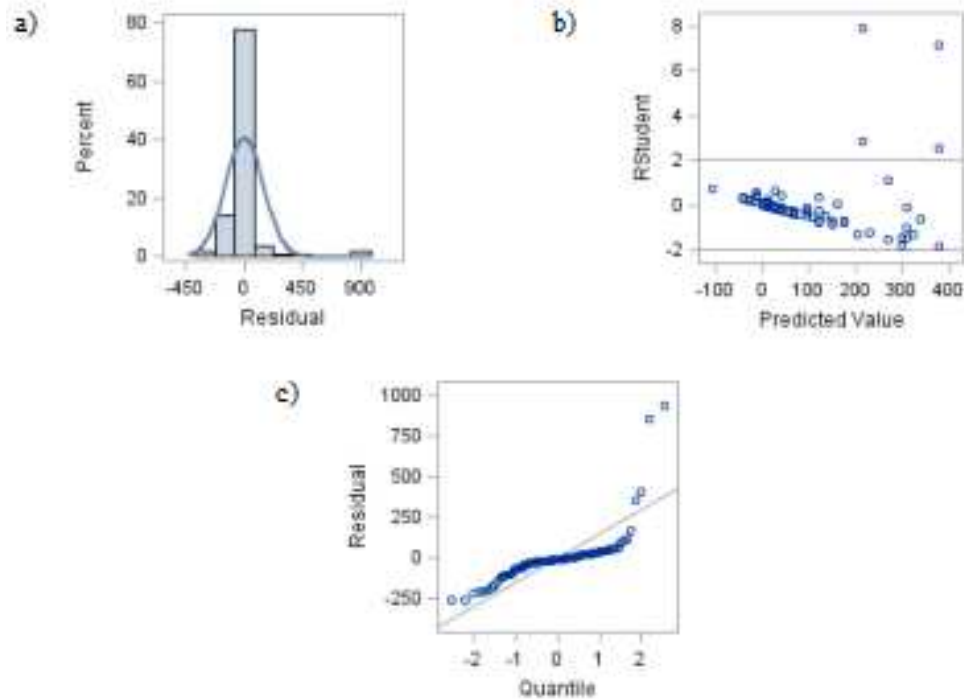 a)
80
60
40
20
0
Percent
-450 0 450 900
Residual
b)
8
6
4
2
0
-2
RStudent
-100 0 100 200 300 400
Predicted Value
c)
1000
750
500
250
0
-250
Residual
-2 -1 0 1 2
Quantile